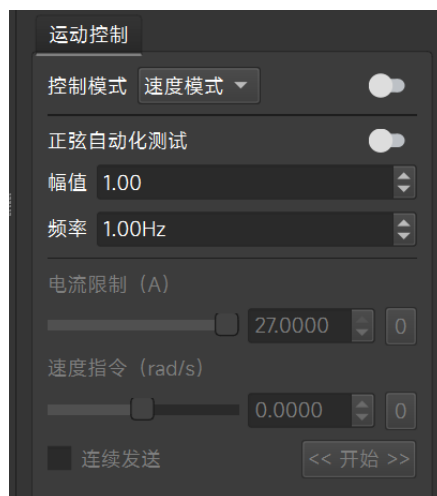 运动控制
控制模式 速度模式
正弦自动化测试
幅值 1.00
频率 1.00Hz
电流限制（A）
27.0000 0
速度指令（rad/s）
0.0000 0
连续发送 << 开始 >>